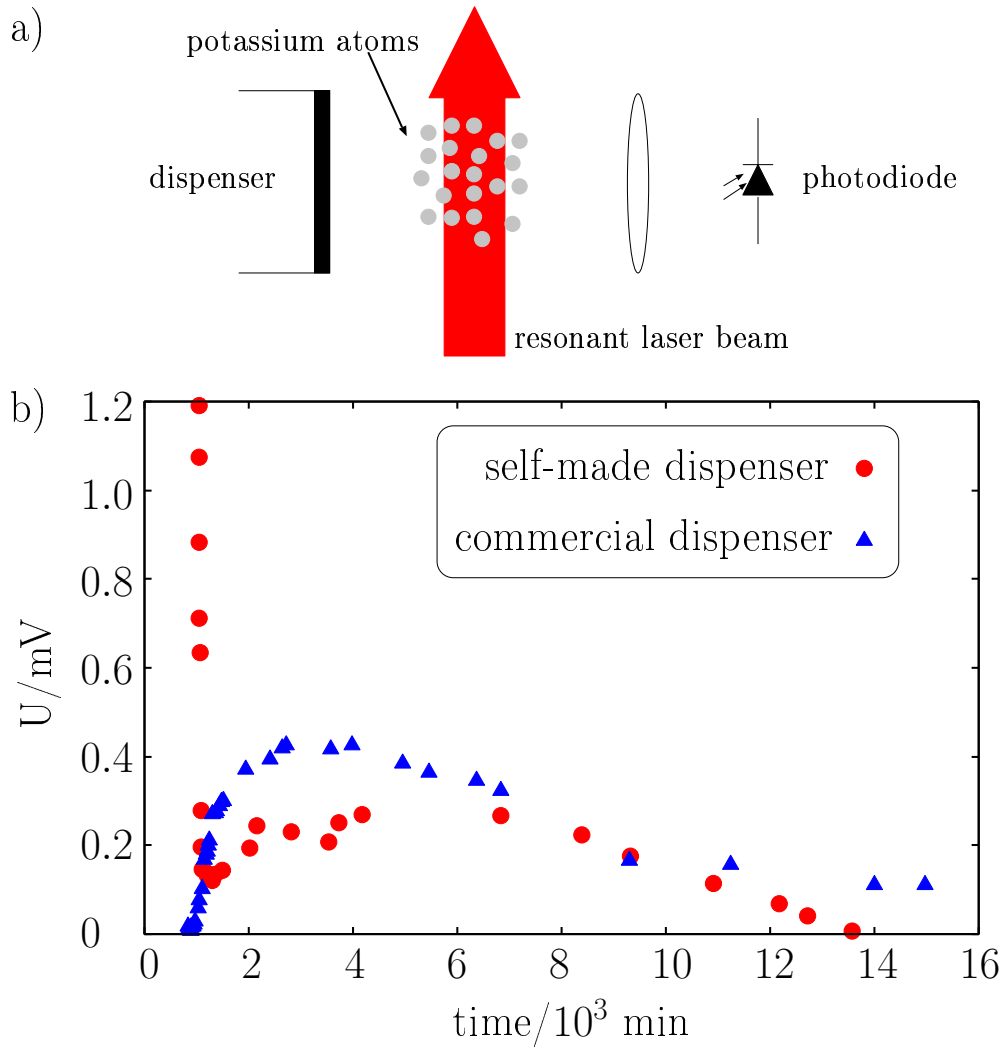 a)
potassium atoms
dispenser
photodiode
resonant laser beam
b)
U/mV
1.2
1.0
0.8
0.6
0.4
0.2
0
self-made dispenser
commercial dispenser
0 2 4 6 8 10 12 14 16
time/10³ min